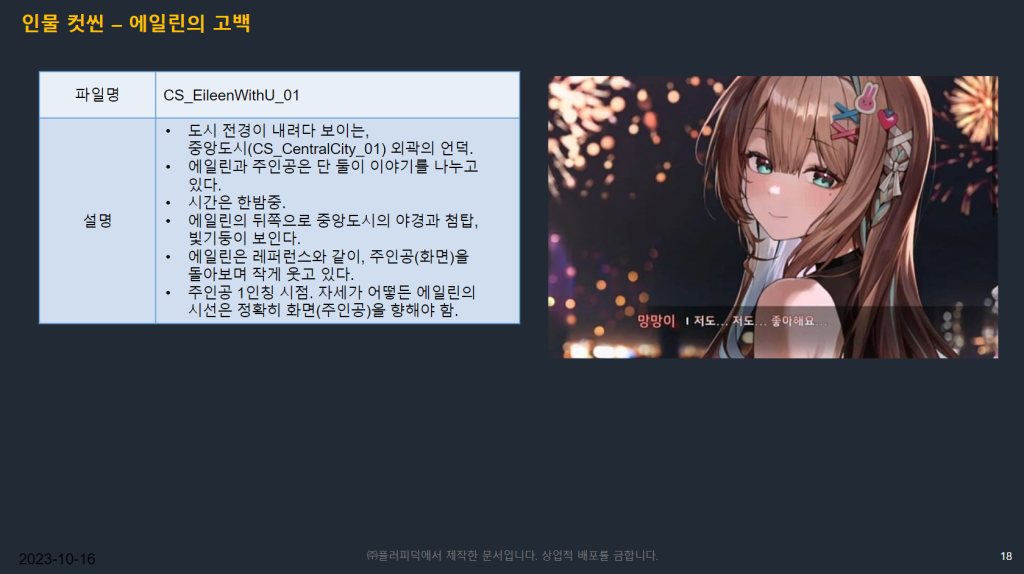 인물 컷씬 – 에일린의 고백
파일명
CS_EileenWithU_01
설명
• 도시 전경이 내려다 보이는,
중앙도시(CS_CentralCity_01) 외곽의 언덕.
• 에일린과 주인공은 단 둘이 이야기를 나누고
있다.
• 시간은 한밤중.
• 에일린의 뒤쪽으로 중앙도시의 야경과 첨탑,
빛기둥이 보인다.
• 에일린은 레퍼런스와 같이, 주인공(화면)을
돌아보며 작게 웃고 있다.
• 주인공 1인칭 시점. 자세가 어떻든 에일린의
시선은 정확히 화면(주인공)을 향해야 함.
망망이 I 저도... 저도... 좋아해요...
2023-10-16
㈜플러피덕에서 제작한 문서입니다. 상업적 배포를 금합니다.
18